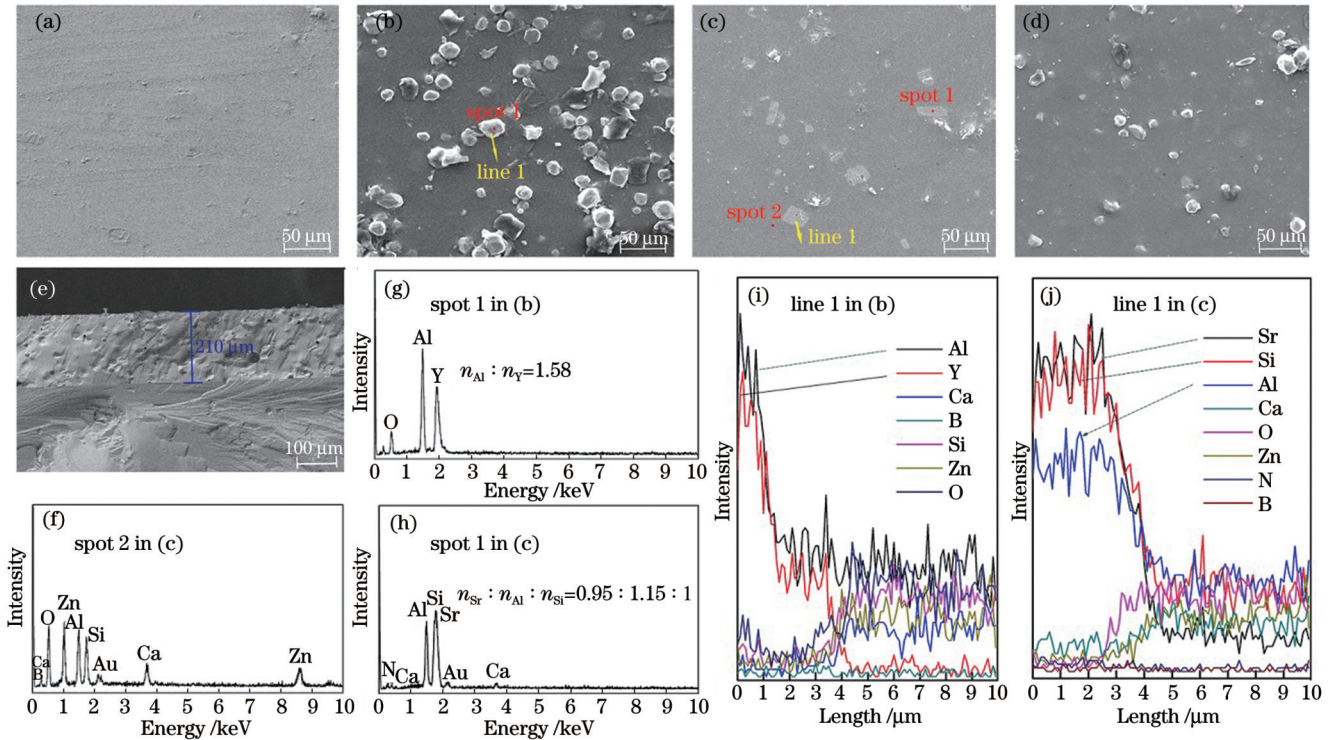 (a)
50 μm
(b)
spot 1
line 1
50 μm
(c)
spot 1
spot 2
line 1
50 μm
(d)
50 μm
(e)
210 μm
100 μm
(g)
spot 1 in (b)
Al
n_Al : n_Y=1.58
Y
O
Intensity
0 1 2 3 4 5 6 7 8 9 10
Energy /keV
(f)
spot 2 in (c)
O
Zn
Al
Si
Ca
B
Au
Ca
Zn
Intensity
0 1 2 3 4 5 6 7 8 9 10
Energy /keV
(h)
spot 1 in (c)
n_Sr : n_Al : n_Si=0.95 : 1.15 : 1
Si
Al
Sr
N
Ca
Au
Ca
Intensity
0 1 2 3 4 5 6 7 8 9 10
Energy /keV
(i)
line 1 in (b)
Al
Y
Ca
B
Si
Zn
O
Intensity
0 1 2 3 4 5 6 7 8 9 10
Length /μm
(j)
line 1 in (c)
Sr
Si
Al
Ca
O
Zn
N
B
Intensity
0 1 2 3 4 5 6 7 8 9 10
Length /μm